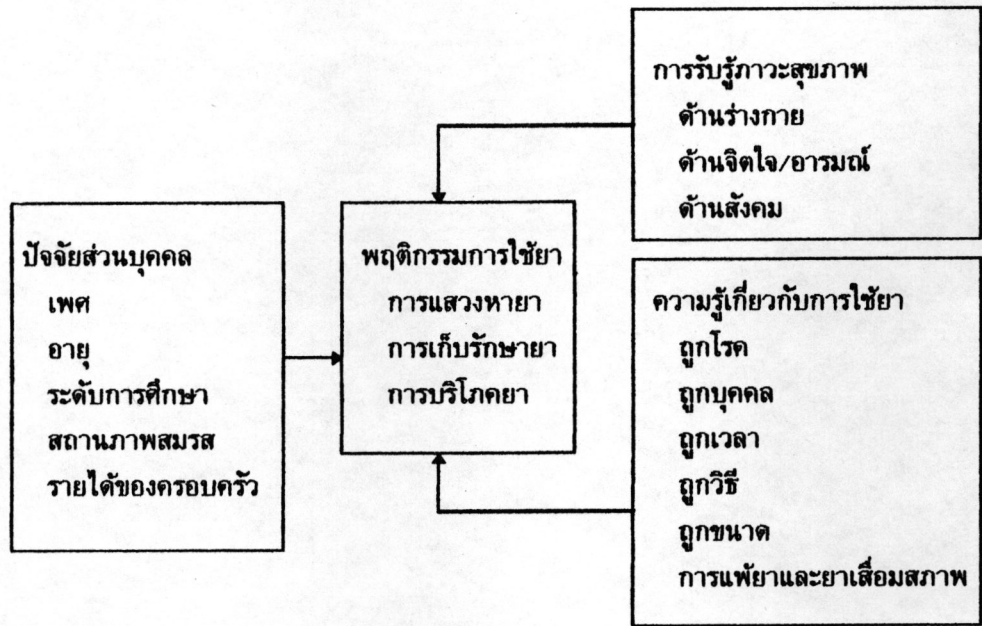 ปัจจัยส่วนบุคคล
เพศ
อายุ
ระดับการศึกษา
สถานภาพสมรส
รายได้ของครอบครัว
พฤติกรรมการใช้ยา
การแสวงหายา
การเก็บรักษายา
การบริโภคยา
การรับรู้ภาวะสุขภาพ
ด้านร่างกาย
ด้านจิตใจ/อารมณ์
ด้านสังคม
ความรู้เกี่ยวกับการใช้ยา
ถูกโรค
ถูกบุคคล
ถูกเวลา
ถูกวิธี
ถูกขนาด
การแพ้ยาและยาเสื่อมสภาพ